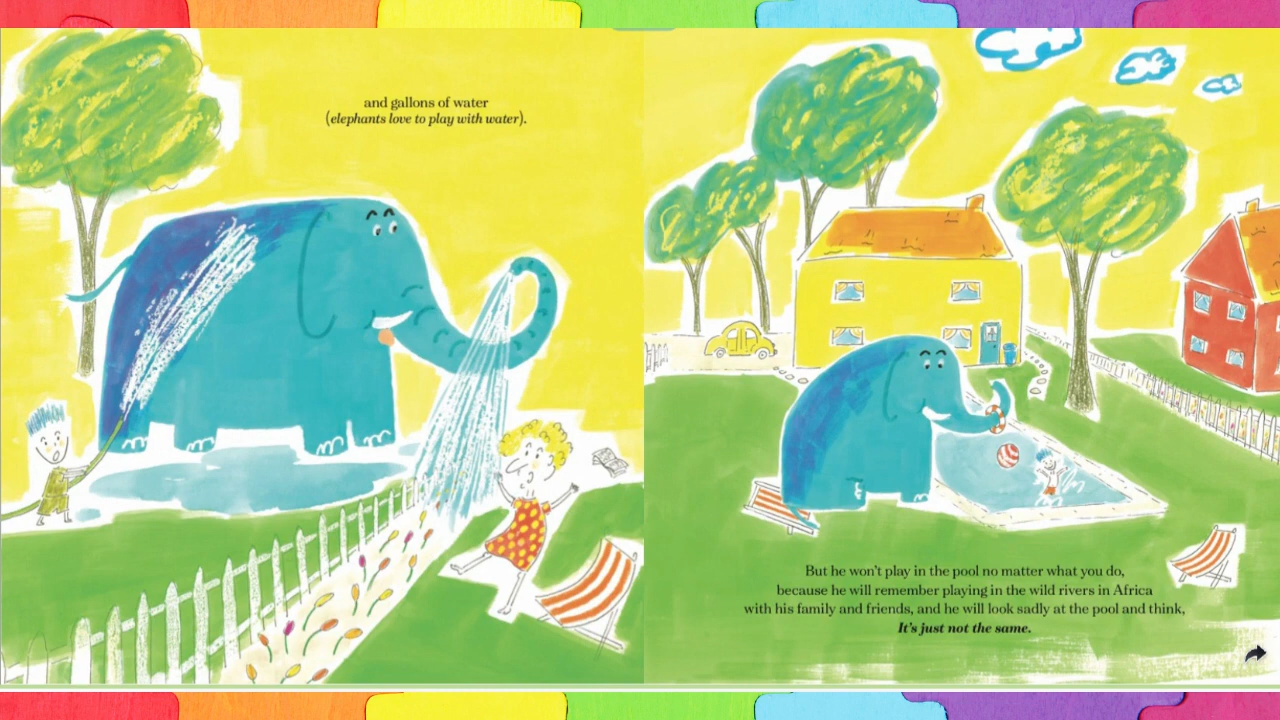 and gallons of water
(elephants love to play with water).
But he won't play in the pool no matter what you do,
because he will remember playing in the wild rivers in Africa
with his family and friends, and he will look sadly at the pool and think,
It's just not the same.